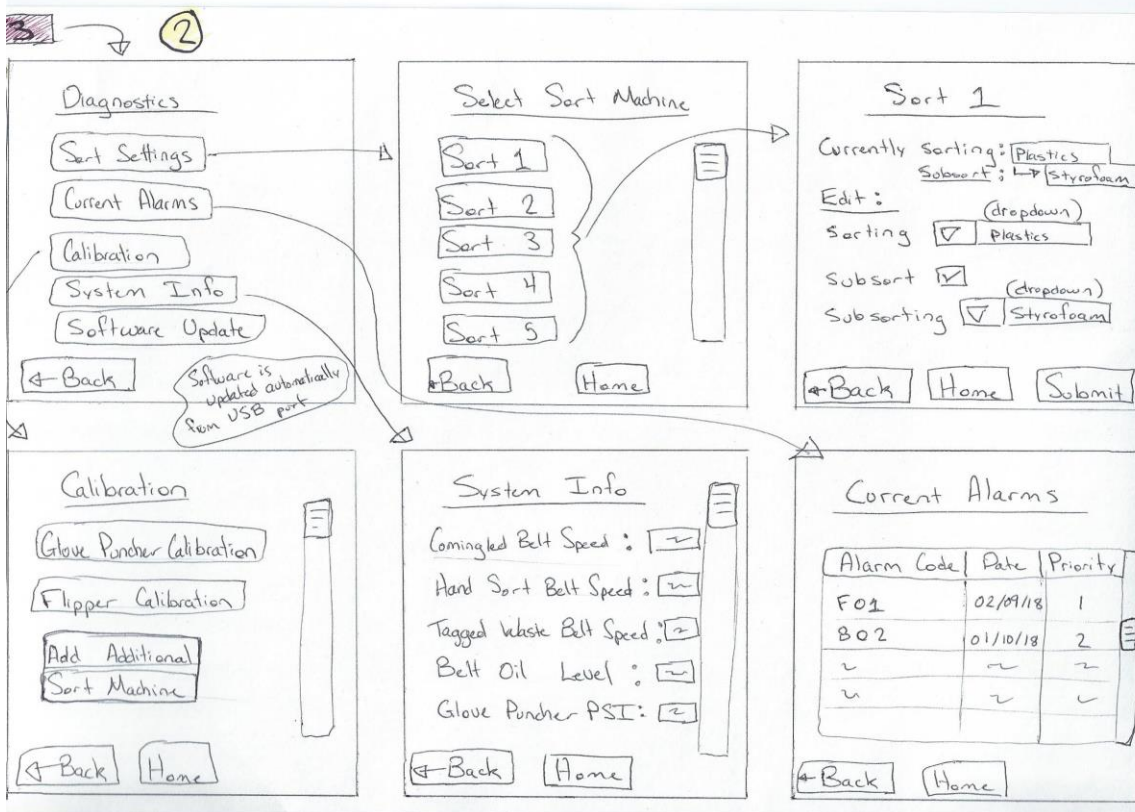 3
2
Diagnostics
Sort Settings
Current Alarms
Calibration
System Info
Software Update
Back
Software is
updated automatically
from USB port
Select Sort Machine
Sort 1
Sort 2
Sort 3
Sort 4
Sort 5
Back Home
Sort 1
Currently Sorting: Plastics
Subsort: Styrofoam
Edit:
(dropdown)
Sorting Plastics
Subsort
(dropdown)
Subsorting Styrofoam
Back Home Submit
Calibration
Glove Puncher Calibration
Flipper Calibration
Add Additional
Sort Machine
Back Home
System Info
Comingled Belt Speed:
Hand Sort Belt Speed:
Tagged Waste Belt Speed:
Belt Oil Level:
Glove Puncher PSI:
Back Home
Current Alarms
Alarm Code Date Priority
F01 02/09/18 1
B02 01/10/18 2
Back Home